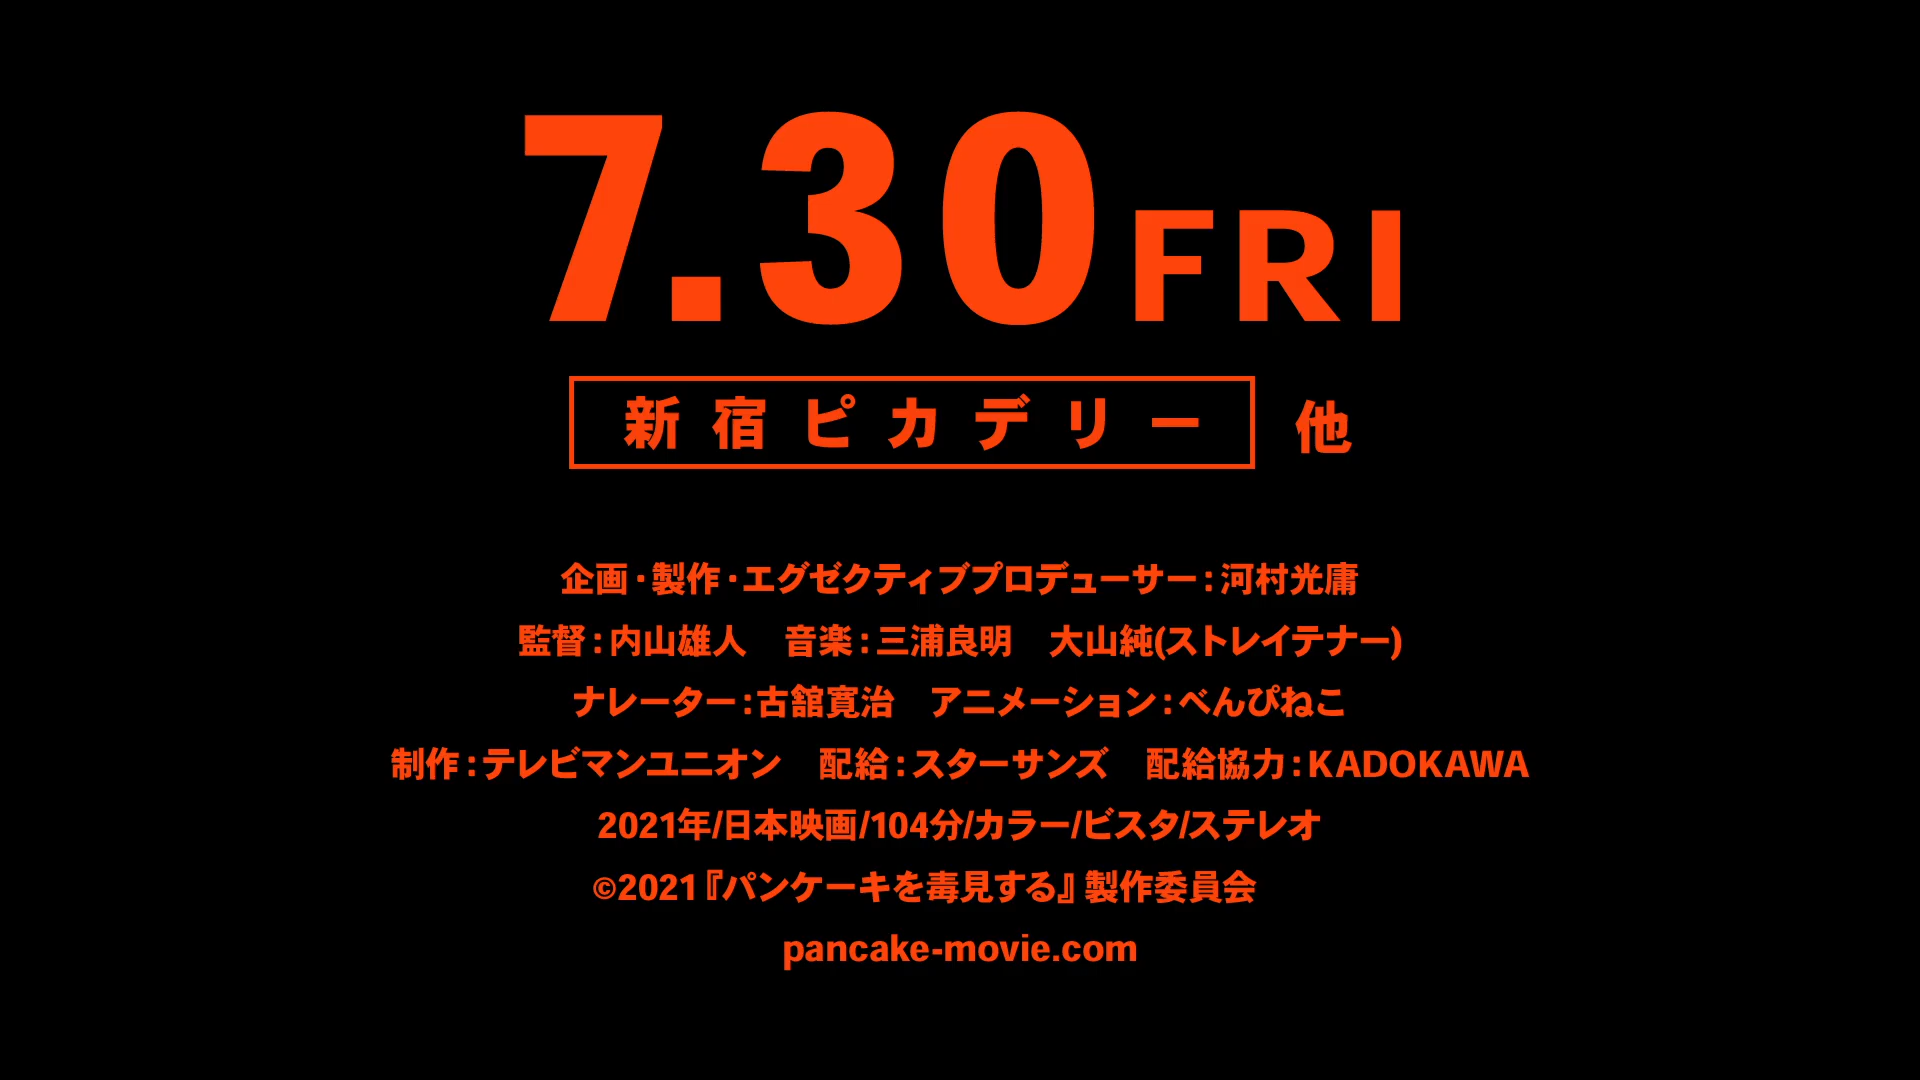 7.30 FRI
新宿ピカデリー 他
企画・製作・エグゼクティブプロデューサー：河村光庸
監督：内山雄人　音楽：三浦良明　大山純(ストレイテナー)
ナレーター：古舘寛治　アニメーション：べんぴねこ
制作：テレビマンユニオン　配給：スターサンズ　配給協力：KADOKAWA
2021年/日本映画/104分/カラー/ビスタ/ステレオ
©2021『パンケーキを毒見する』製作委員会
pancake-movie.com